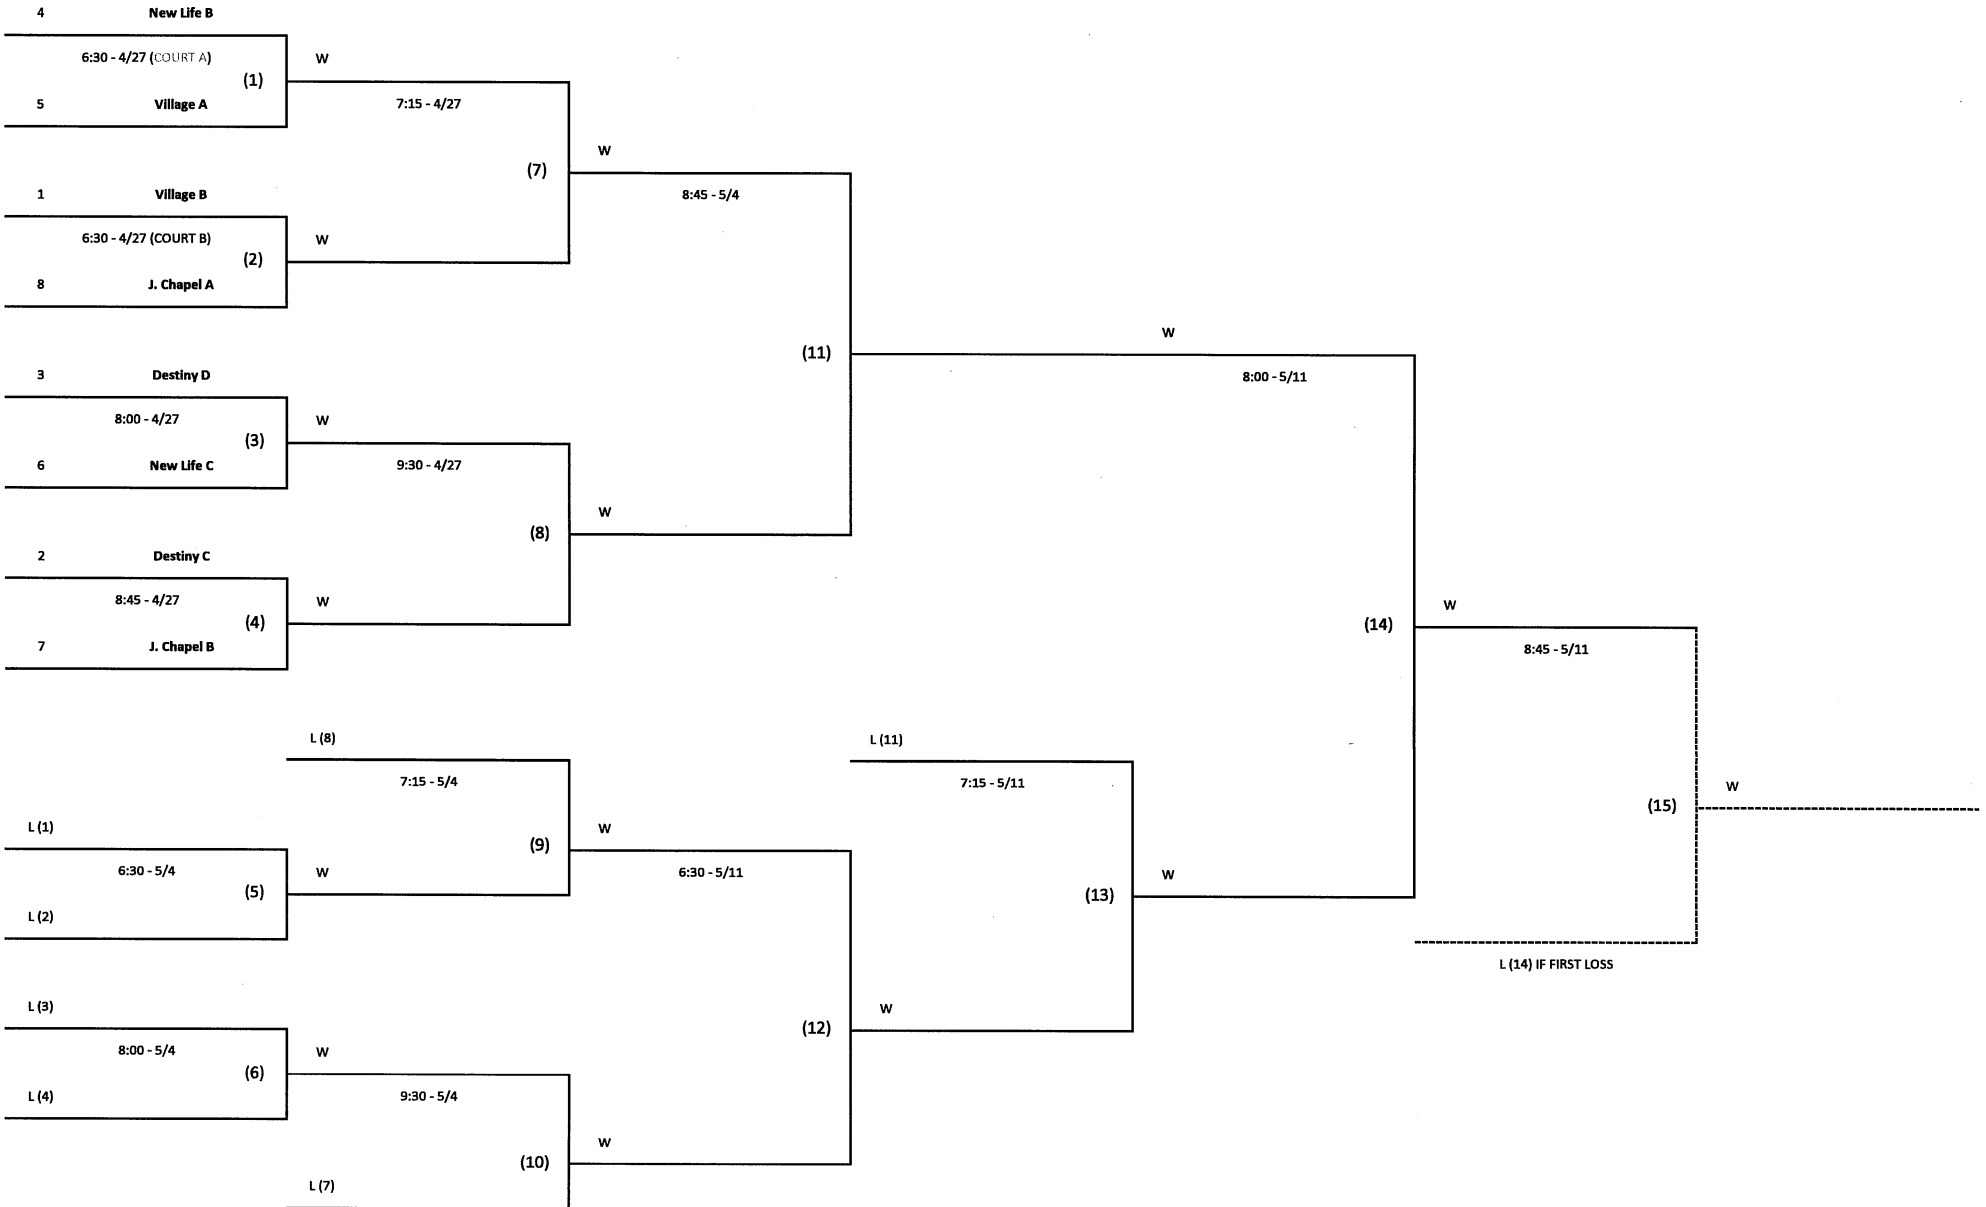 4 New Life B
6:30 - 4/27 (COURT A)
(1)
5 Village A
W
7:15 - 4/27
1 Village B
6:30 - 4/27 (COURT B)
(2)
8 J. Chapel A
W
(7)
W
8:45 - 5/4
3 Destiny D
8:00 - 4/27
(3)
6 New Life C
W
9:30 - 4/27
2 Destiny C
8:45 - 4/27
(4)
7 J. Chapel B
W
(8)
W
(11)
W
8:00 - 5/11
(14)
W
8:45 - 5/11
L (8)
7:15 - 5/4
L (1)
6:30 - 5/4
(5)
L (2)
W
(9)
W
6:30 - 5/11
L (11)
7:15 - 5/11
(13)
W
(15)
W
L (14) IF FIRST LOSS
L (3)
8:00 - 5/4
(6)
L (4)
W
9:30 - 5/4
(10)
L (7)
W
(12)
W